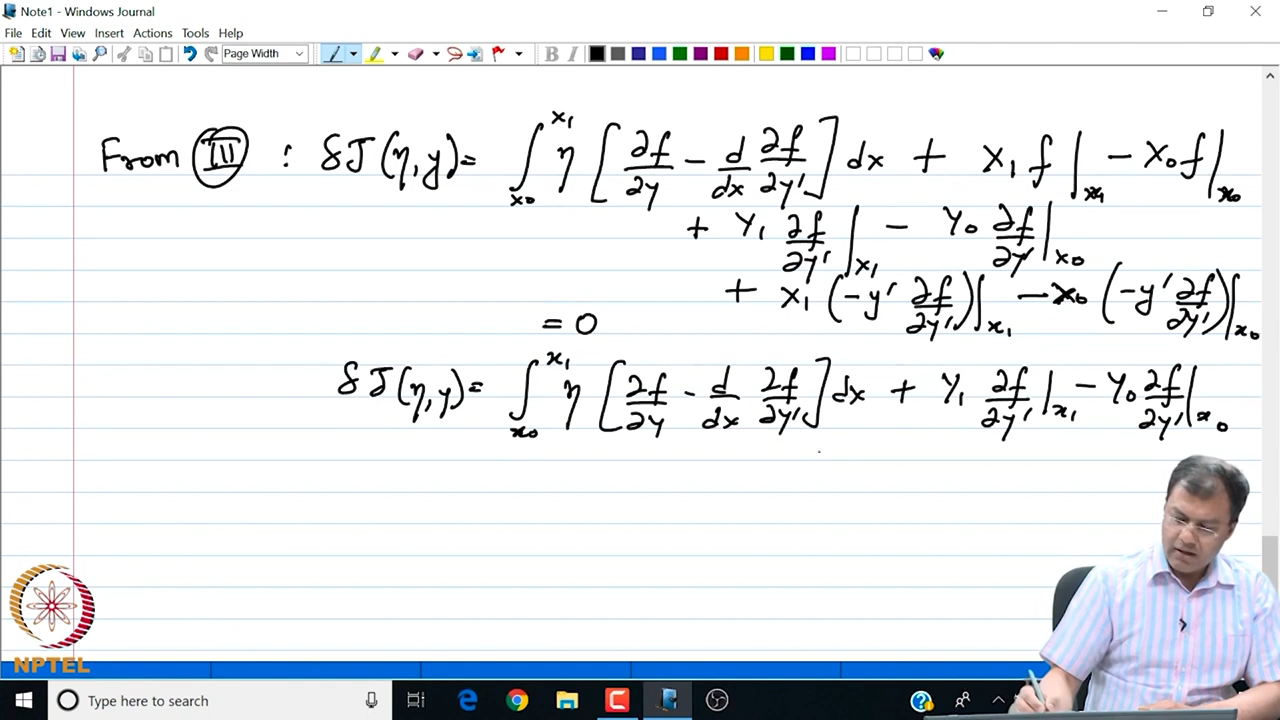 Note1 - Windows Journal
File Edit View Insert Actions Tools Help
Page Width
B I
From III : δJ(η,y)= ∫_{x0}^{x1} η [∂f/∂y - d/dx ∂f/∂y'] dx + X1 f|_{x1} - X0 f|_{x0}
+ Y1 ∂f/∂y'|_{x1} - Y0 ∂f/∂y'|_{x0}
+ X1 (-y' ∂f/∂y')|_{x1} - X0 (-y' ∂f/∂y')|_{x0}
= 0
δJ(η,y)= ∫_{x0}^{x1} η [∂f/∂y - d/dx ∂f/∂y'] dx + Y1 ∂f/∂y'|_{x1} - Y0 ∂f/∂y'|_{x0}
NPTEL
Type here to search